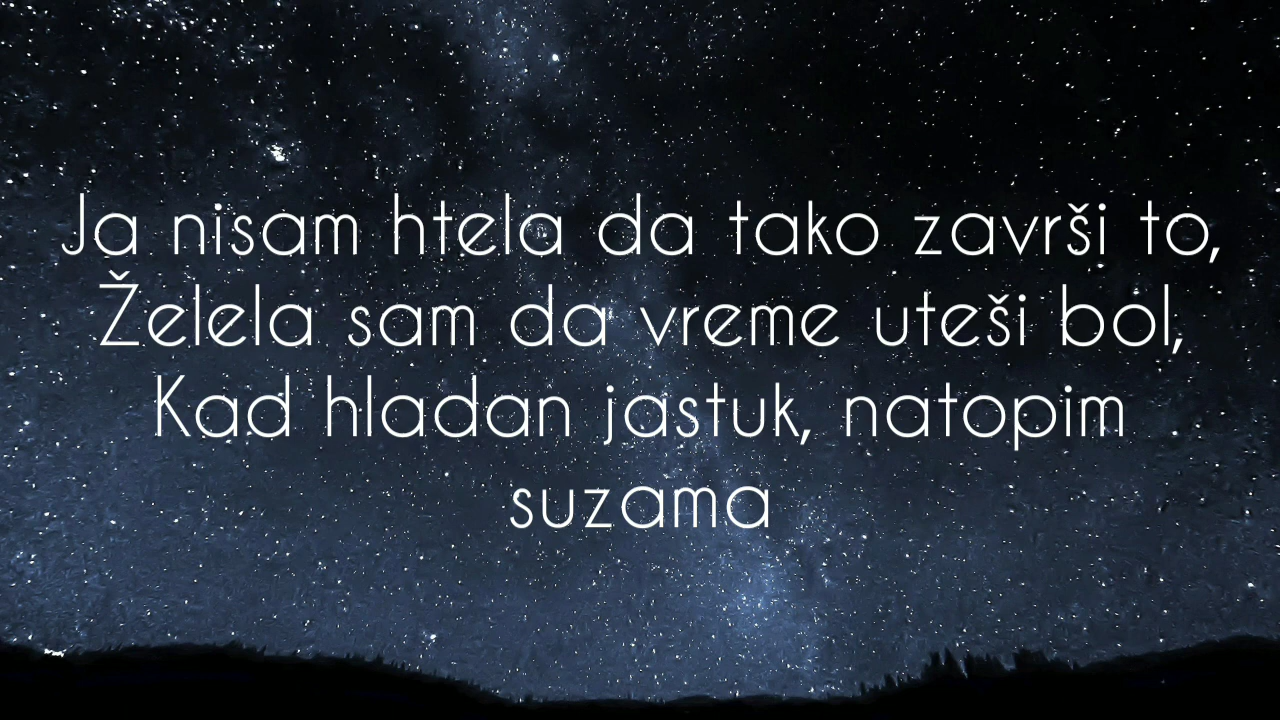 Ja nisam htela da tako završi to,
Želela sam da vreme uteši bol,
Kad hladan jastuk, natopim
suzama